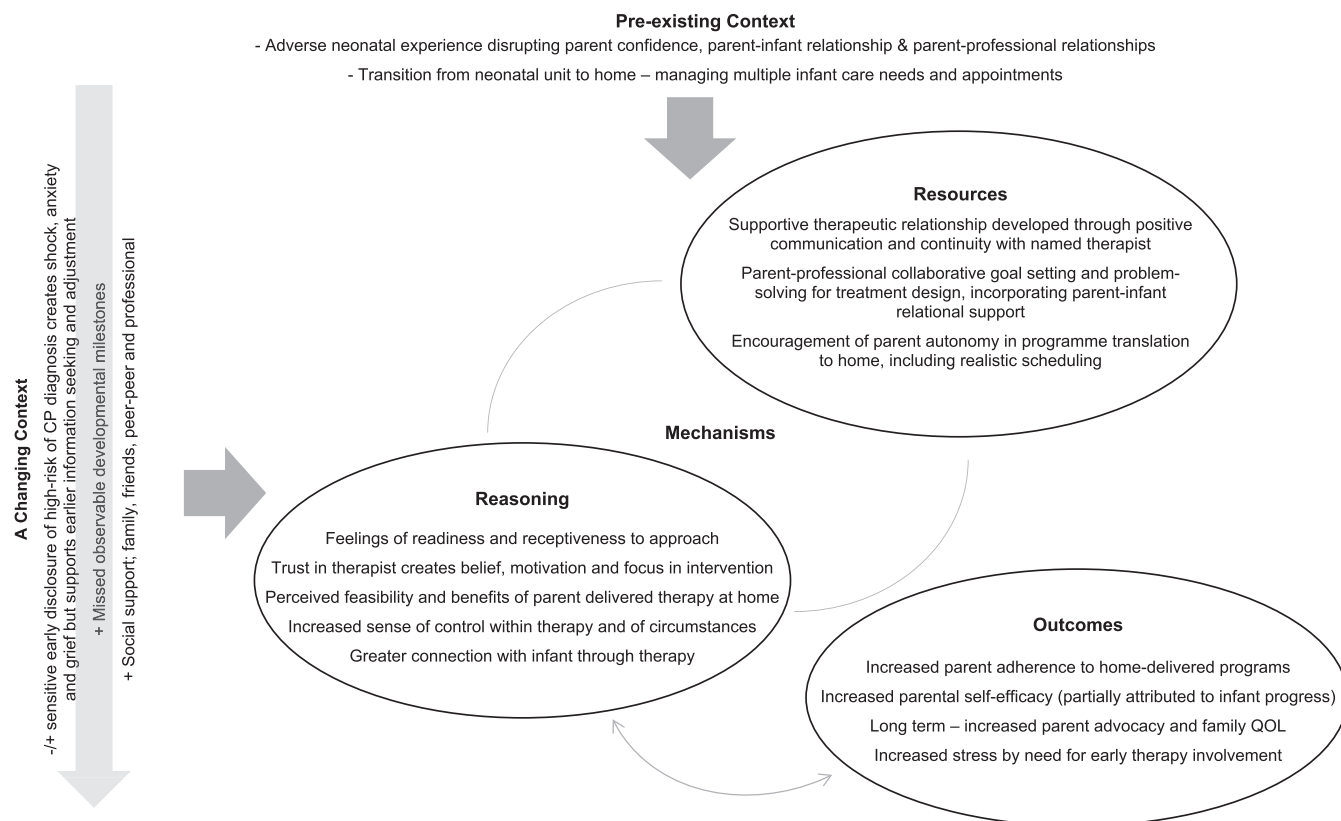 Pre-existing Context
- Adverse neonatal experience disrupting parent confidence, parent-infant relationship & parent-professional relationships
- Transition from neonatal unit to home – managing multiple infant care needs and appointments
A Changing Context
-/+ sensitive early disclosure of high-risk of CP diagnosis creates shock, anxiety
and grief but supports earlier information seeking and adjustment
+ Missed observable developmental milestones
+ Social support; family, friends, peer-peer and professional
Resources
Supportive therapeutic relationship developed through positive
communication and continuity with named therapist
Parent-professional collaborative goal setting and problem-
solving for treatment design, incorporating parent-infant
relational support
Encouragement of parent autonomy in programme translation
to home, including realistic scheduling
Mechanisms
Reasoning
Feelings of readiness and receptiveness to approach
Trust in therapist creates belief, motivation and focus in intervention
Perceived feasibility and benefits of parent delivered therapy at home
Increased sense of control within therapy and of circumstances
Greater connection with infant through therapy
Outcomes
Increased parent adherence to home-delivered programs
Increased parental self-efficacy (partially attributed to infant progress)
Long term – increased parent advocacy and family QOL
Increased stress by need for early therapy involvement